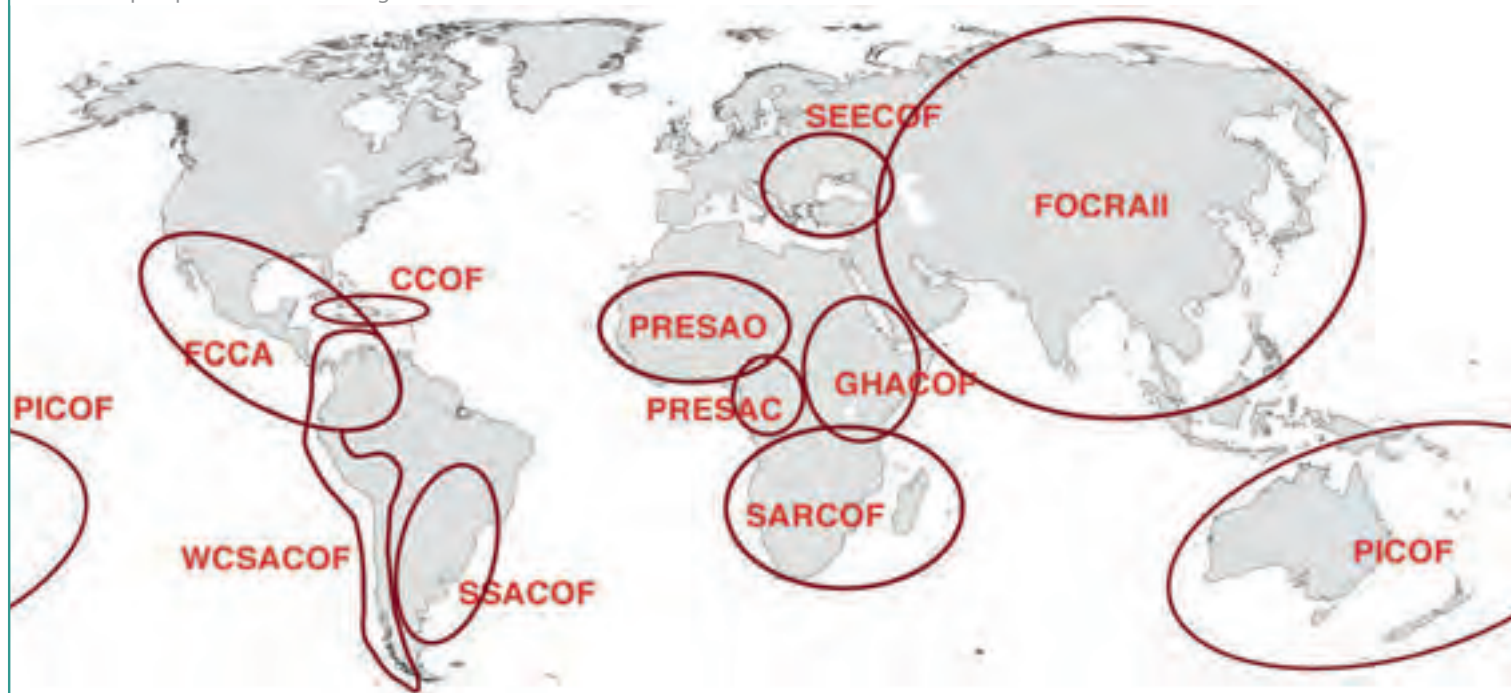 SEECOF
FOCRAII
CCOF
PRESAO
FCCA
GHACOF
PRESAC
PICOF
SARCOF
WCSACOF
PICOF
SSACOF